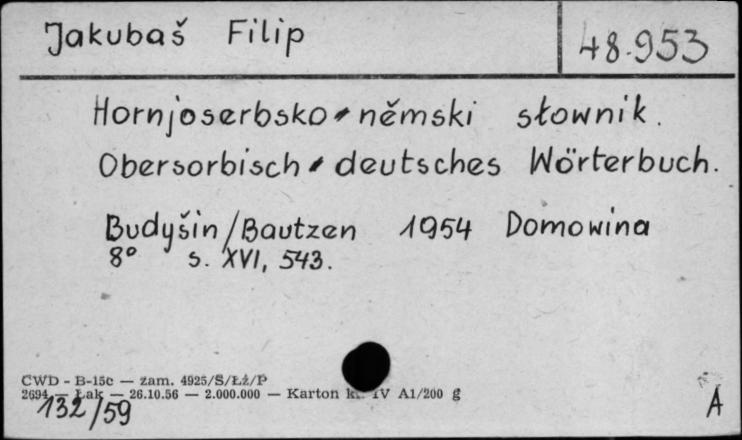 Jakubaš Filip
48.953
Hornjoserbsko-němski słownik.
Obersorbisch-deutsches Wörterbuch.
Budyšin/Bautzen 1954 Domowina
8° s. XVI, 543.
CWD - B-15c — zam. 4925/S/Łż/P
2694 — Łak — 26.10.56 — 2.000.000 — Karton IV A1/200 g
132/59
A